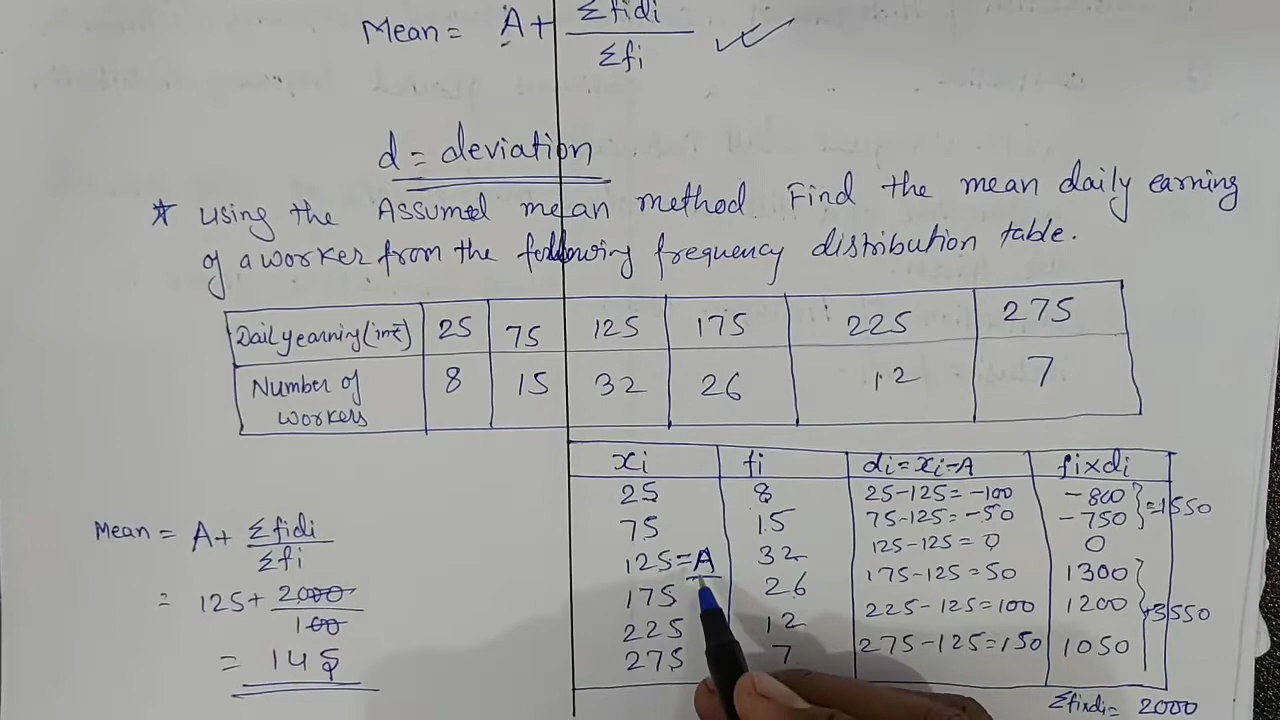 Mean = A + Σfidi / Σfi
d = deviation
* Using the Assumed mean method. Find the mean daily earning
of a worker from the following frequency distribution table.
Daily earning (in ₹) 25 75 125 175 225 275
Number of workers 8 15 32 26 12 7
xi fi di = xi-A fi×di
25 8 25-125 = -100 -800
75 15 75-125 = -50 -750
= -1550
125 = A 32 125-125 = 0 0
175 26 175-125 = 50 1300
225 12 225-125 = 100 1200
275 7 275-125 = 150 1050
+3550
Σfixdi = 2000
Mean = A + Σfidi / Σfi
= 125 + 2000 / 100
= 145